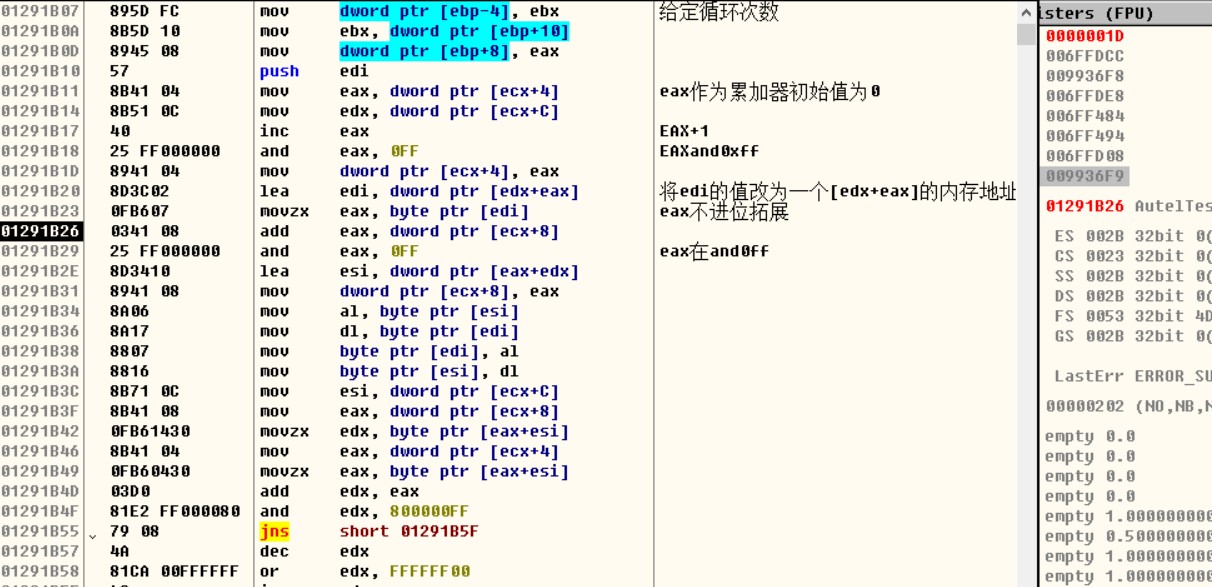 01291B07 895D FC mov dword ptr [ebp-4], ebx 给定循环次数
isters (FPU)
01291B0A 8B5D 10 mov ebx, dword ptr [ebp+10]
0000001D
01291B0D 8945 08 mov dword ptr [ebp+8], eax
006FFDCC
01291B10 57 push edi
009936F8
01291B11 8B41 04 mov eax, dword ptr [ecx+4] eax作为累加器初始值为0
006FFDE8
01291B14 8B51 0C mov edx, dword ptr [ecx+C]
006FF484
01291B17 40 inc eax EAX+1
006FF494
01291B18 25 FF000000 and eax, 0FF EAXand0xff
006FFD08
01291B1D 8941 04 mov dword ptr [ecx+4], eax
009936F9
01291B20 8D3C02 lea edi, dword ptr [edx+eax] 将edi的值改为一个[edx+eax]的内存地址
01291B23 0FB607 movzx eax, byte ptr [edi] eax不进位拓展
01291B26 AutelTes
01291B26 0341 08 add eax, dword ptr [ecx+8]
ES 002B 32bit 0(
01291B29 25 FF000000 and eax, 0FF eax在and0ff
CS 0023 32bit 0(
01291B2E 8D3410 lea esi, dword ptr [eax+edx]
SS 002B 32bit 0(
01291B31 8941 08 mov dword ptr [ecx+8], eax
DS 002B 32bit 0(
01291B34 8A06 mov al, byte ptr [esi]
FS 0053 32bit 4D
01291B36 8A17 mov dl, byte ptr [edi]
GS 002B 32bit 0(
01291B38 8807 mov byte ptr [edi], al
01291B3A 8816 mov byte ptr [esi], dl
LastErr ERROR_SU
01291B3C 8B71 0C mov esi, dword ptr [ecx+C]
01291B3F 8B41 08 mov eax, dword ptr [ecx+8]
00000202 (NO,NB,N
01291B42 0FB61430 movzx edx, byte ptr [eax+esi]
empty 0.0
01291B46 8B41 04 mov eax, dword ptr [ecx+4]
empty 0.0
01291B49 0FB60430 movzx eax, byte ptr [eax+esi]
empty 0.0
01291B4D 03D0 add edx, eax
empty 0.0
01291B4F 81E2 FF000080 and edx, 800000FF
empty 1.000000000
01291B55 79 08 jns short 01291B5F
empty 0.500000000
01291B57 4A dec edx
empty 1.000000000
01291B58 81CA 00FFFFFF or edx, FFFFFF00
empty 1.000000000